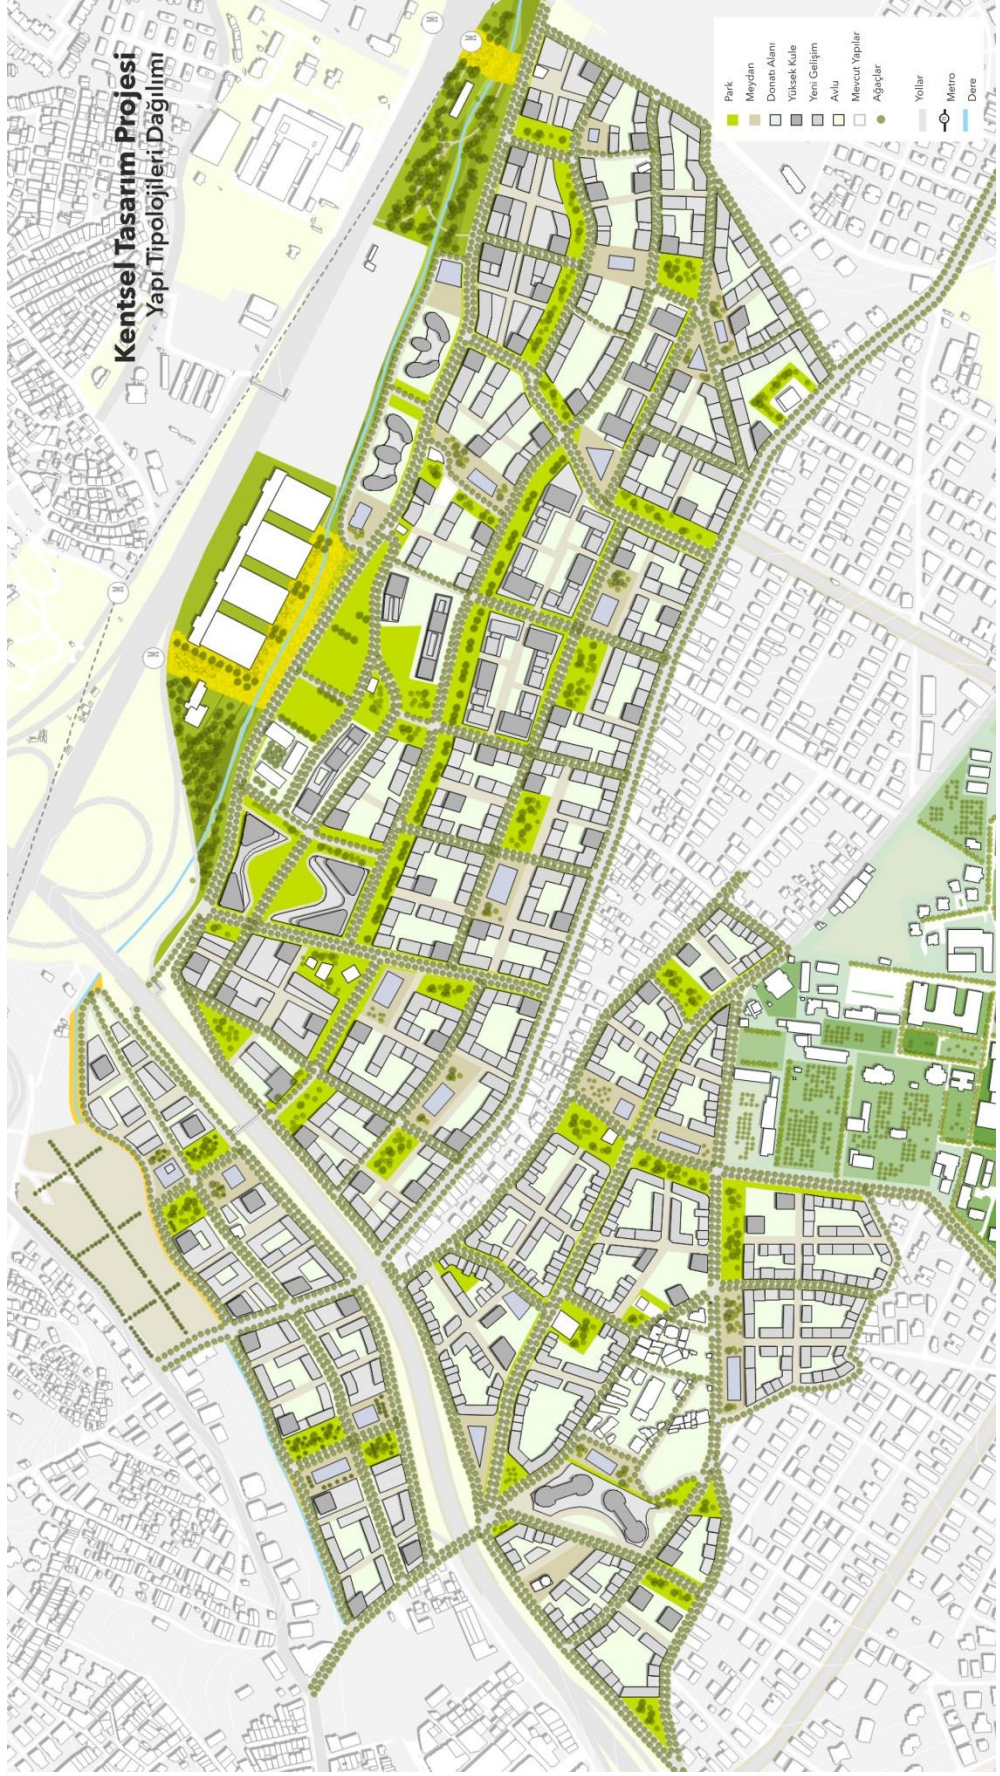 Kentsel Tasarım Projesi
Yapı Tipolojileri Dağılımı
Park
Meydan
Donatı Alanı
Yüksek Kule
Yeni Gelişim
Avlu
Mevcut Yapılar
Ağaçlar
Yollar
Metro
Dere
M
M
M
M